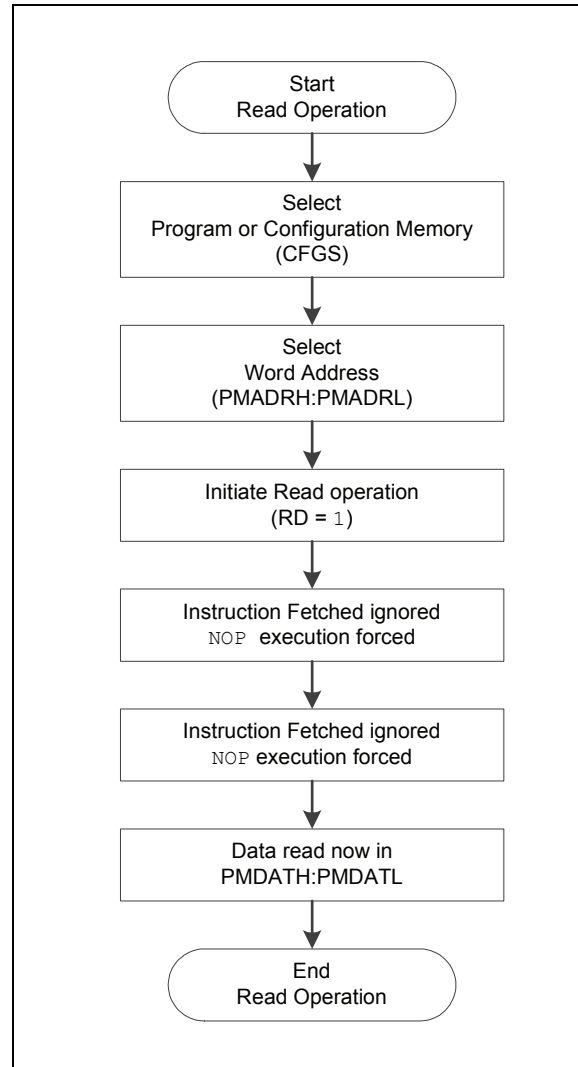 Start
Read Operation
Select
Program or Configuration Memory
(CFGS)
Select
Word Address
(PMADRH:PMADRL)
Initiate Read operation
(RD = 1)
Instruction Fetched ignored
NOP execution forced
Instruction Fetched ignored
NOP execution forced
Data read now in
PMDATH:PMDATL
End
Read Operation